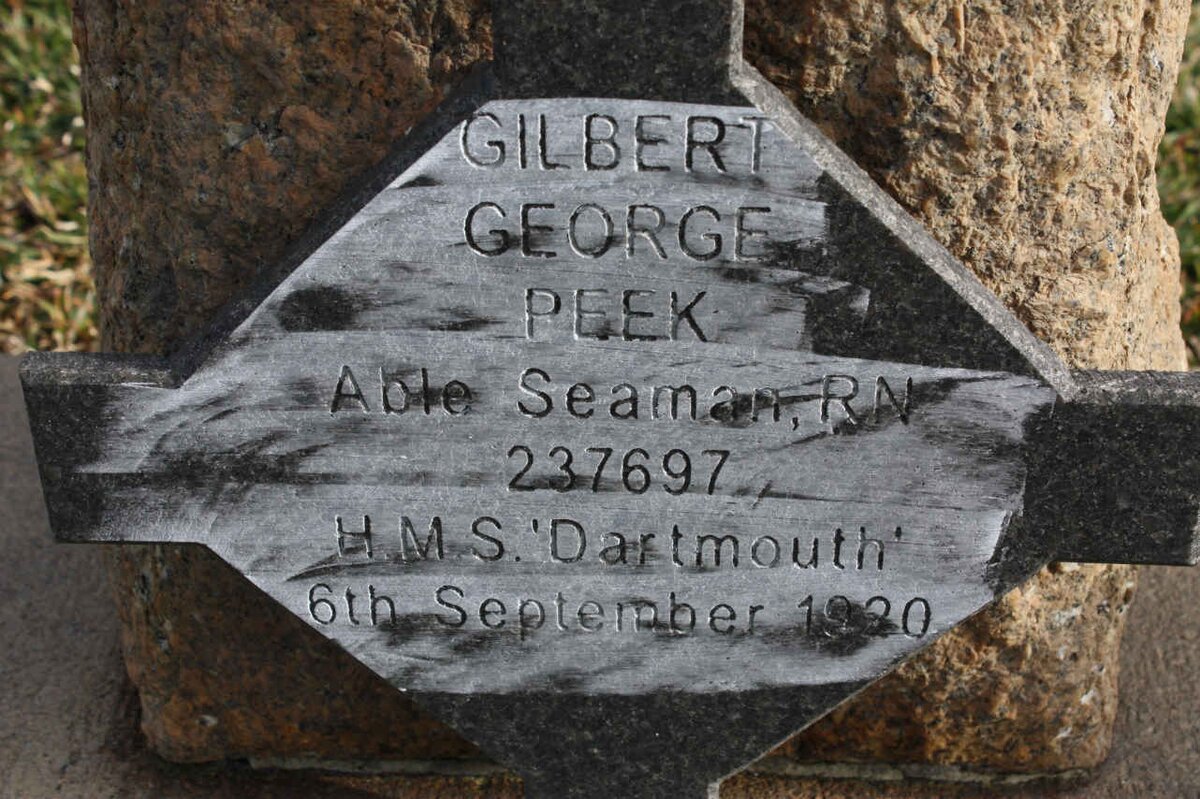 GILBERT
GEORGE
PEEK
Able Seaman, RN
237697
H.M.S. 'Dartmouth'
6th September 1920